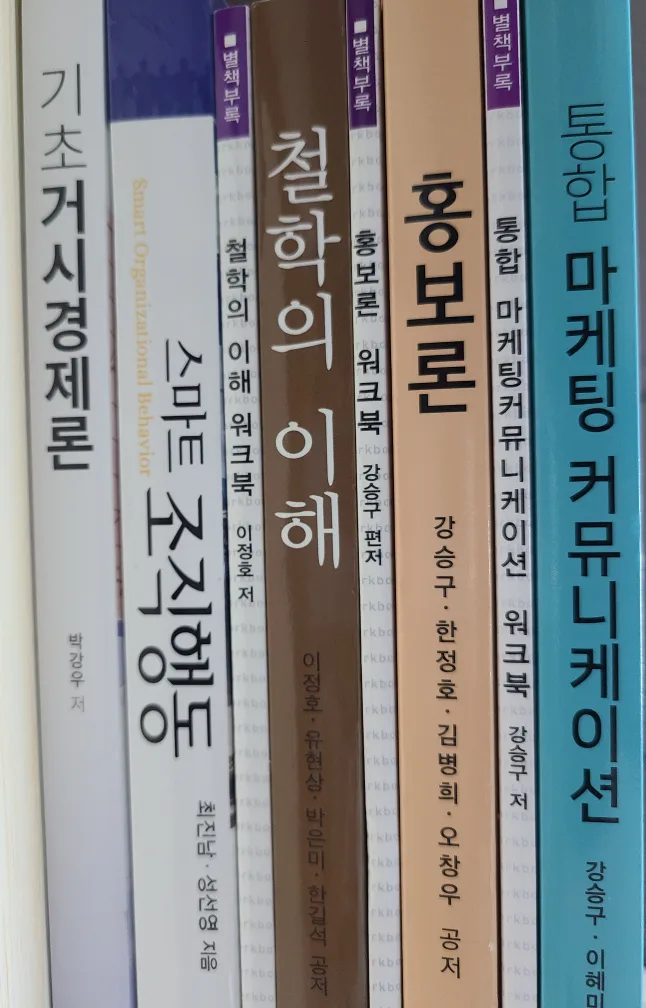 기초 거시경제론
박강우 저
Smart Organizational Behavior
스마트 조직행동
최진남·성선영 지음
■별책부록
철학의 이해 워크북
이정호 저
철학의 이해
이정호·유현상·박은미·한길석 공저
■별책부록
홍보론 워크북
강승구 편저
홍보론
강승구·한정호·김병희·오창우 공저
■별책부록
통합 마케팅커뮤니케이션 워크북
강승구 저
통합 마케팅 커뮤니케이션
강승구·이혜미